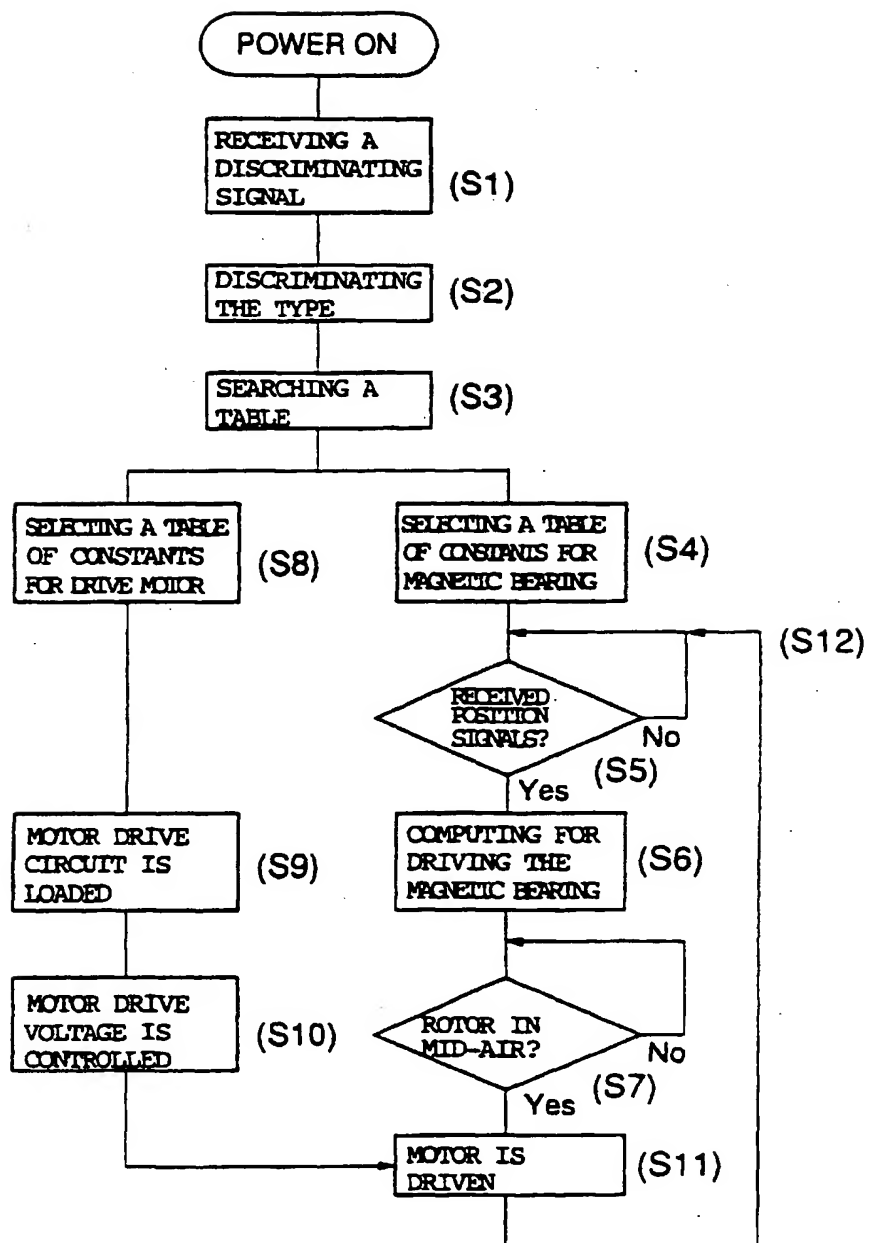 POWER ON
RECEIVING A
DISCRIMINATING
SIGNAL
(S1)
DISCRIMINATING
THE TYPE
(S2)
SEARCHING A
TABLE
(S3)
SELECTING A TABLE
OF CONSTANTS
FOR DRIVE MOTOR
(S8)
SELECTING A TABLE
OF CONSTANTS FOR
MAGNETIC BEARING
(S4)
(S12)
RECEIVED
POSITION
SIGNALS?
No
(S5)
Yes
MOTOR DRIVE
CIRCUIT IS
LOADED
(S9)
COMPUTING FOR
DRIVING THE
MAGNETIC BEARING
(S6)
MOTOR DRIVE
VOLTAGE IS
CONTROLLED
(S10)
ROTOR IN
MID-AIR?
No
(S7)
Yes
MOTOR IS
DRIVEN
(S11)